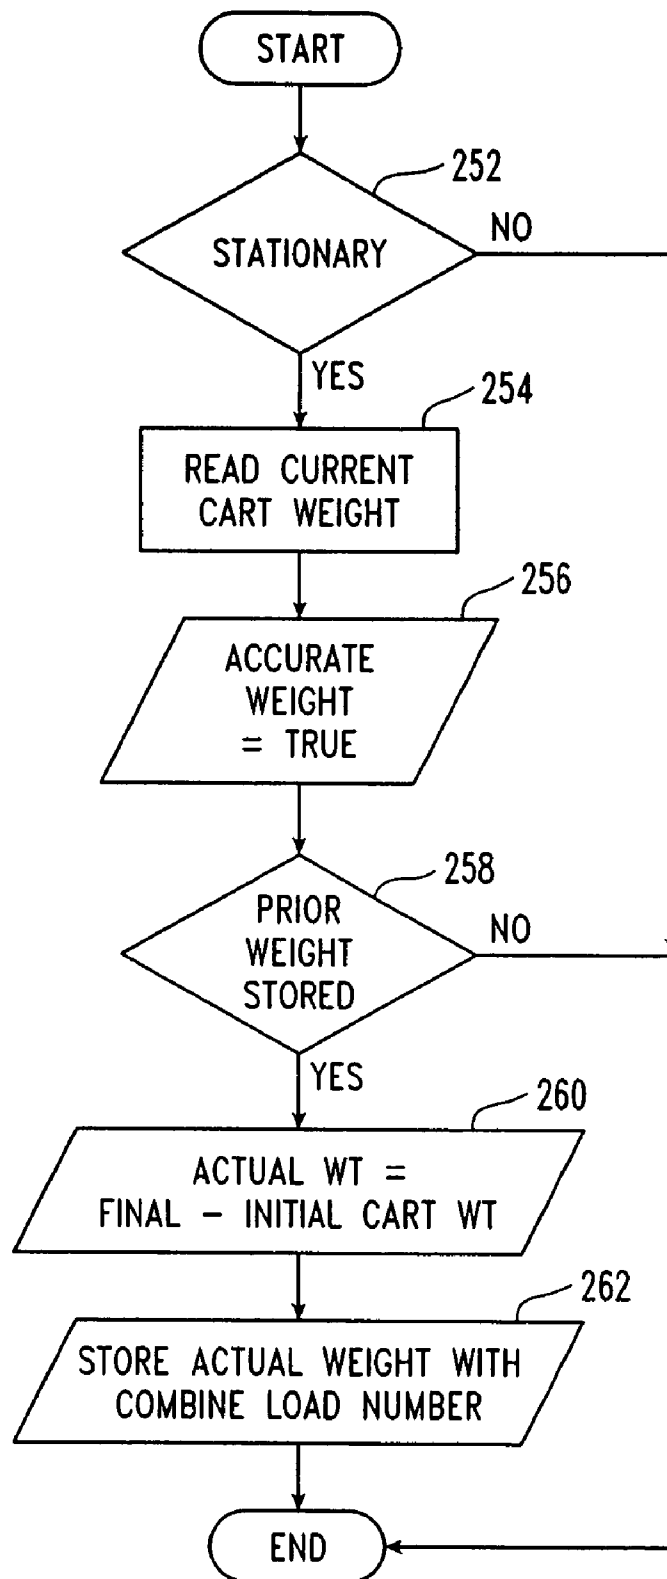 START
252
STATIONARY
NO
YES
254
READ CURRENT
CART WEIGHT
256
ACCURATE
WEIGHT
= TRUE
258
PRIOR
WEIGHT
STORED
NO
YES
260
ACTUAL WT =
FINAL - INITIAL CART WT
262
STORE ACTUAL WEIGHT WITH
COMBINE LOAD NUMBER
END